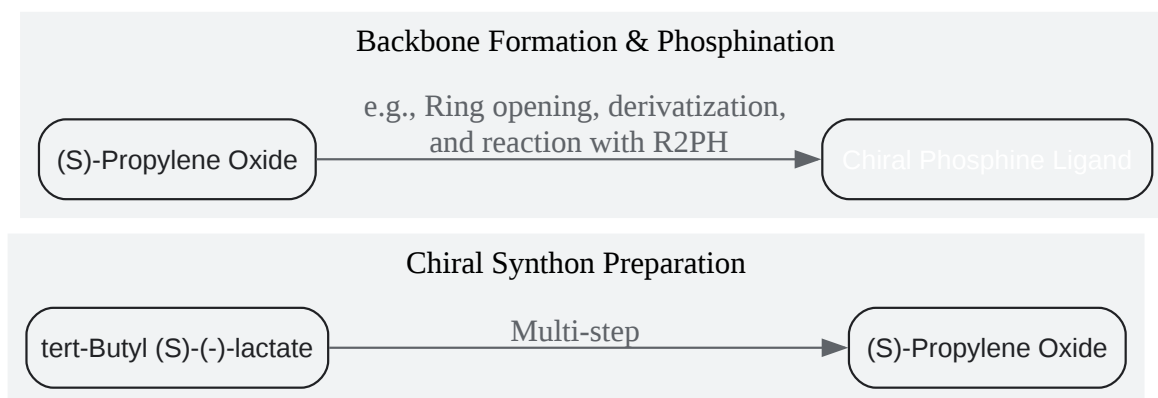 Backbone Formation & Phosphination
e.g., Ring opening, derivatization,
and reaction with R2PH
(S)-Propylene Oxide
Chiral Phosphine Ligand
Chiral Synthon Preparation
Multi-step
tert-Butyl (S)-(-)-lactate
(S)-Propylene Oxide